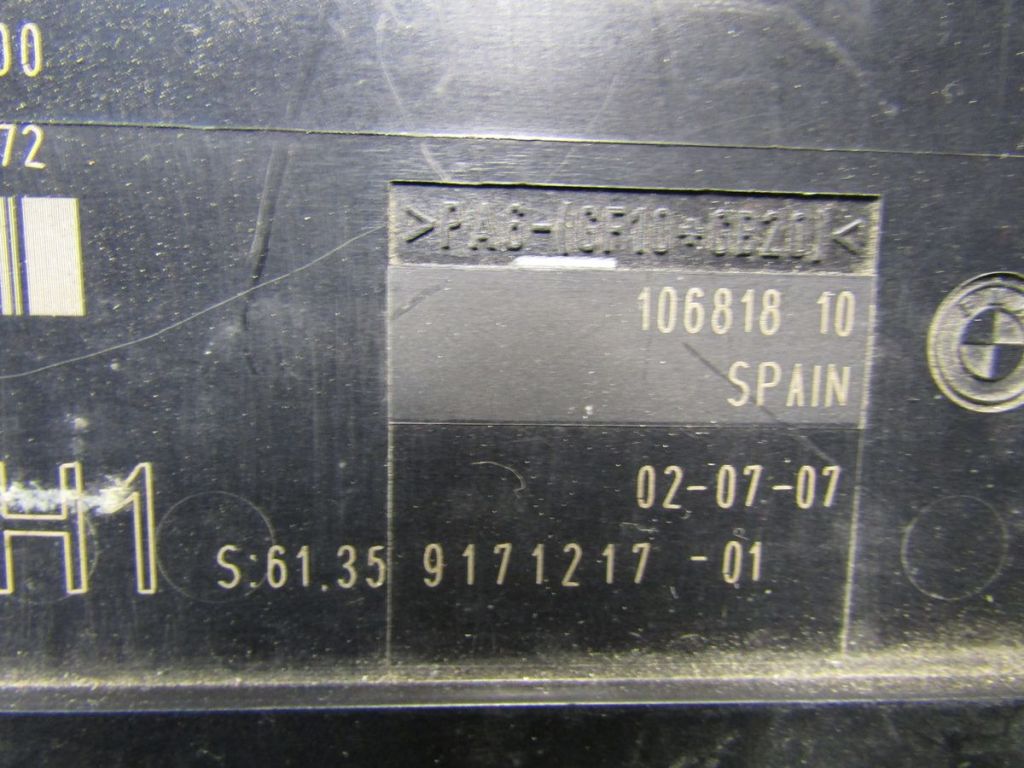 00
72
>PA6-(GF10+GB20)<
106818 10
SPAIN
02-07-07
H1
S:61.35 9171217 -01